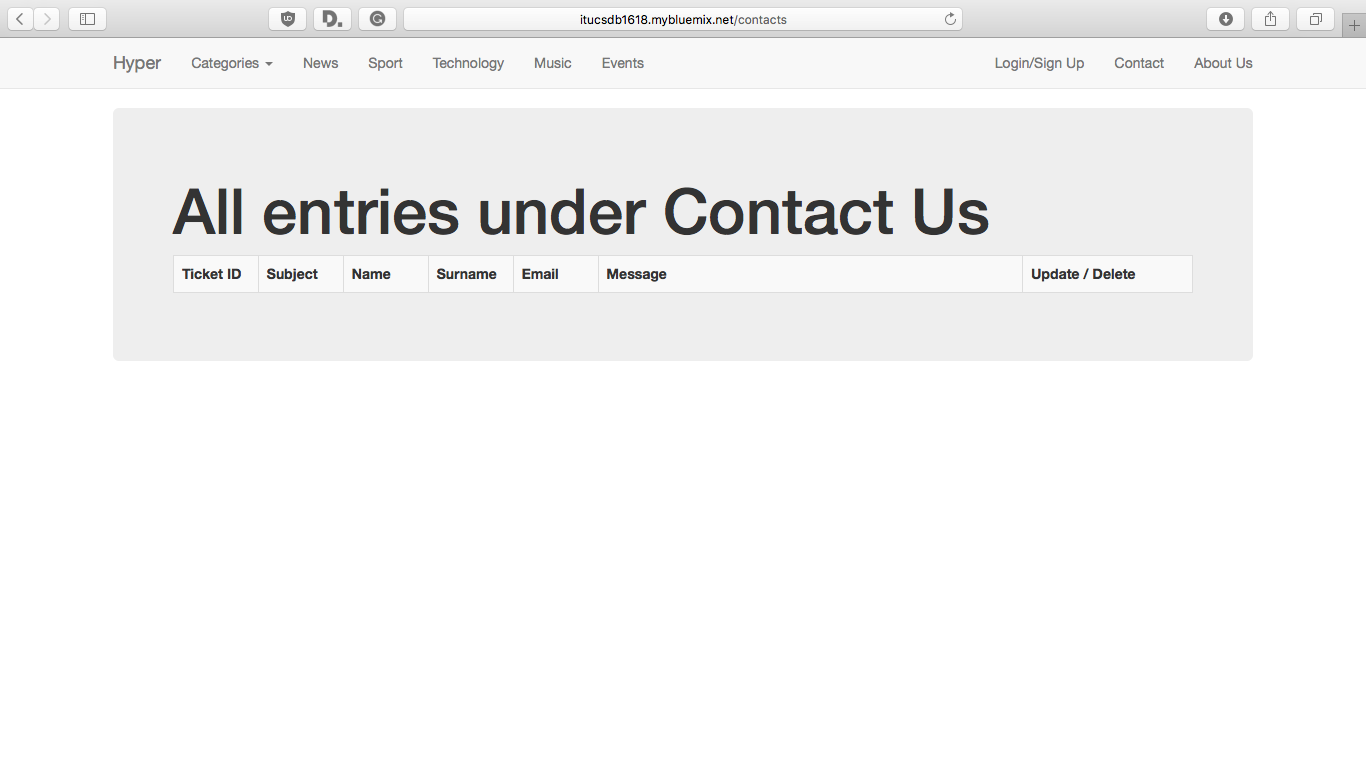 itucsdb1618.mybluemix.net/contacts
Hyper Categories News Sport Technology Music Events Login/Sign Up Contact About Us
All entries under Contact Us
Ticket ID Subject Name Surname Email Message Update / Delete